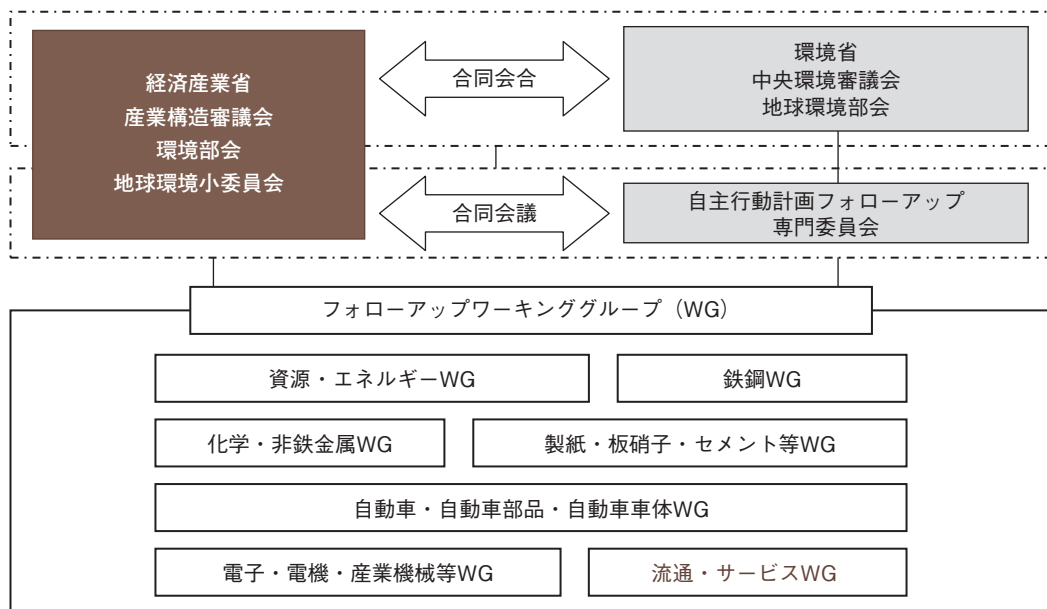 経済産業省
産業構造審議会
環境部会
地球環境小委員会
合同会合
環境省
中央環境審議会
地球環境部会
合同会議
自主行動計画フォローアップ
専門委員会
フォローアップワーキンググループ（WG）
資源・エネルギーWG
鉄鋼WG
化学・非鉄金属WG
製紙・板硝子・セメント等WG
自動車・自動車部品・自動車車体WG
電子・電機・産業機械等WG
流通・サービスWG